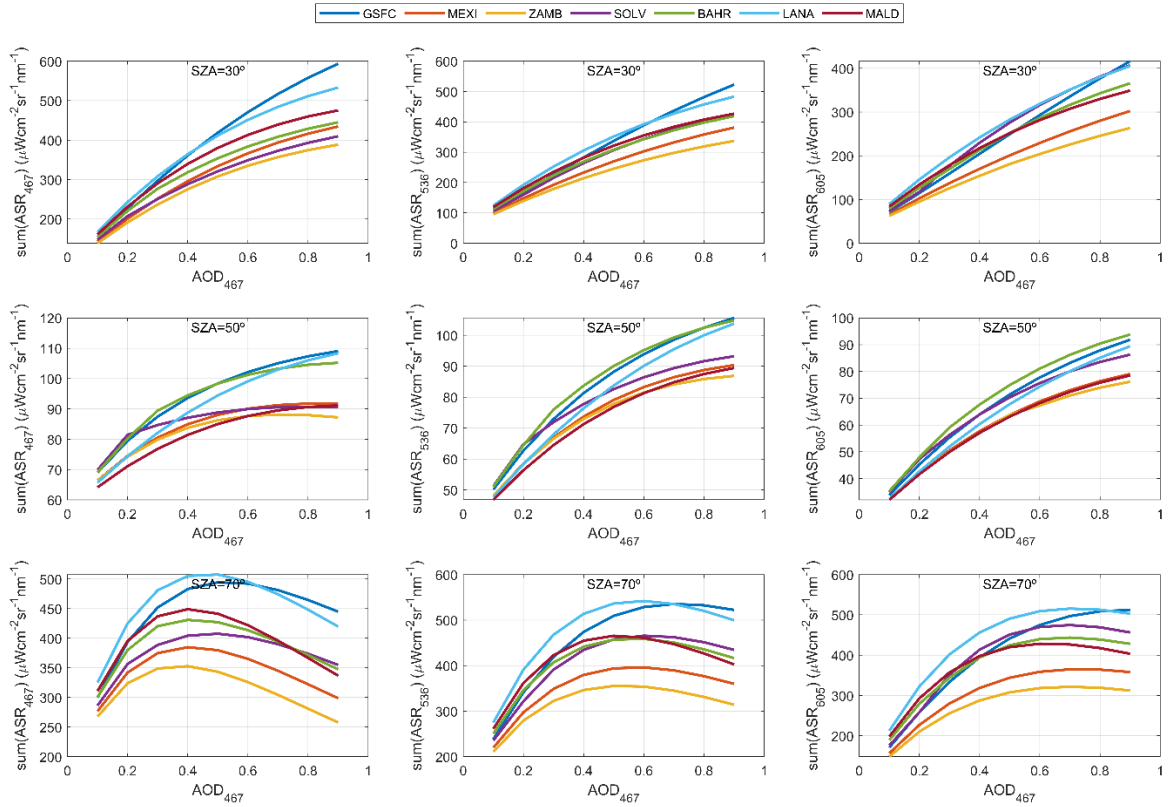 GSFC MEXI ZAMB SOLV BAHR LANA MALD
SZA=30º
sum(ASR467) (μWcm-2sr-1nm-1)
600
500
400
300
200
0 0.2 0.4 0.6 0.8 1
AOD467
SZA=30º
sum(ASR536) (μWcm-2sr-1nm-1)
600
500
400
300
200
100
0
0 0.2 0.4 0.6 0.8 1
AOD467
SZA=30º
sum(ASR605) (μWcm-2sr-1nm-1)
400
300
200
100
0
0 0.2 0.4 0.6 0.8 1
AOD467
SZA=50º
sum(ASR467) (μWcm-2sr-1nm-1)
120
110
100
90
80
70
60
0 0.2 0.4 0.6 0.8 1
AOD467
SZA=50º
sum(ASR536) (μWcm-2sr-1nm-1)
100
90
80
70
60
50
0 0.2 0.4 0.6 0.8 1
AOD467
SZA=50º
sum(ASR605) (μWcm-2sr-1nm-1)
100
90
80
70
60
50
40
0 0.2 0.4 0.6 0.8 1
AOD467
SZA=70º
sum(ASR467) (μWcm-2sr-1nm-1)
500
450
400
350
300
250
200
0 0.2 0.4 0.6 0.8 1
AOD467
SZA=70º
sum(ASR536) (μWcm-2sr-1nm-1)
600
500
400
300
200
0 0.2 0.4 0.6 0.8 1
AOD467
SZA=70º
sum(ASR605) (μWcm-2sr-1nm-1)
600
500
400
300
200
0 0.2 0.4 0.6 0.8 1
AOD467